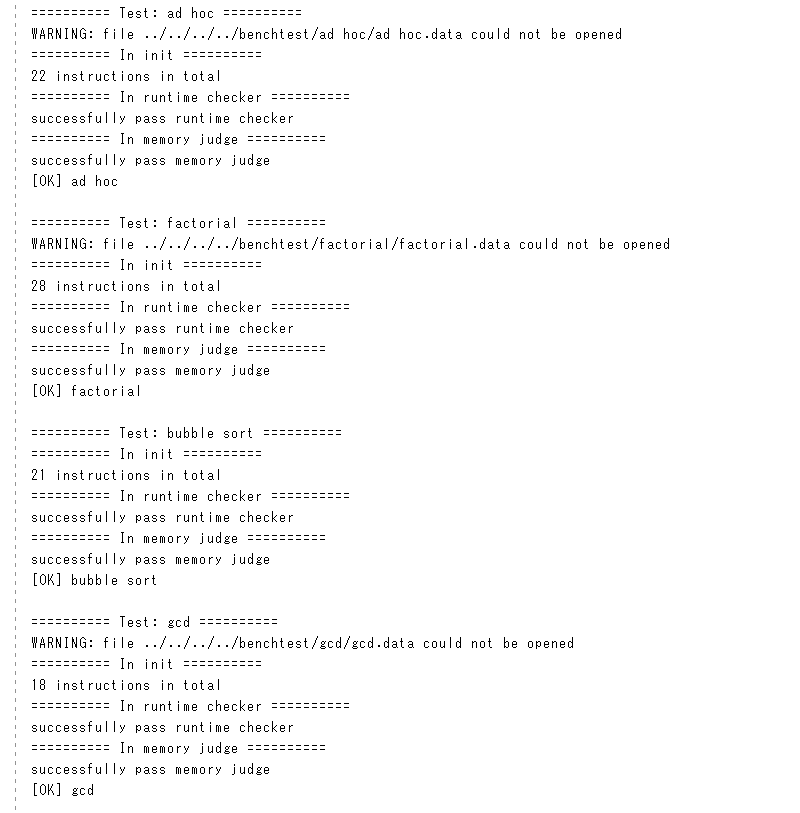 ========== Test: ad hoc ==========
WARNING: file ../../../../benchtest/ad hoc/ad hoc.data could not be opened
========== In init ==========
22 instructions in total
========== In runtime checker ==========
successfully pass runtime checker
========== In memory judge ==========
successfully pass memory judge
[OK] ad hoc
========== Test: factorial ==========
WARNING: file ../../../../benchtest/factorial/factorial.data could not be opened
========== In init ==========
28 instructions in total
========== In runtime checker ==========
successfully pass runtime checker
========== In memory judge ==========
successfully pass memory judge
[OK] factorial
========== Test: bubble sort ==========
========== In init ==========
21 instructions in total
========== In runtime checker ==========
successfully pass runtime checker
========== In memory judge ==========
successfully pass memory judge
[OK] bubble sort
========== Test: gcd ==========
WARNING: file ../../../../benchtest/gcd/gcd.data could not be opened
========== In init ==========
18 instructions in total
========== In runtime checker ==========
successfully pass runtime checker
========== In memory judge ==========
successfully pass memory judge
[OK] gcd